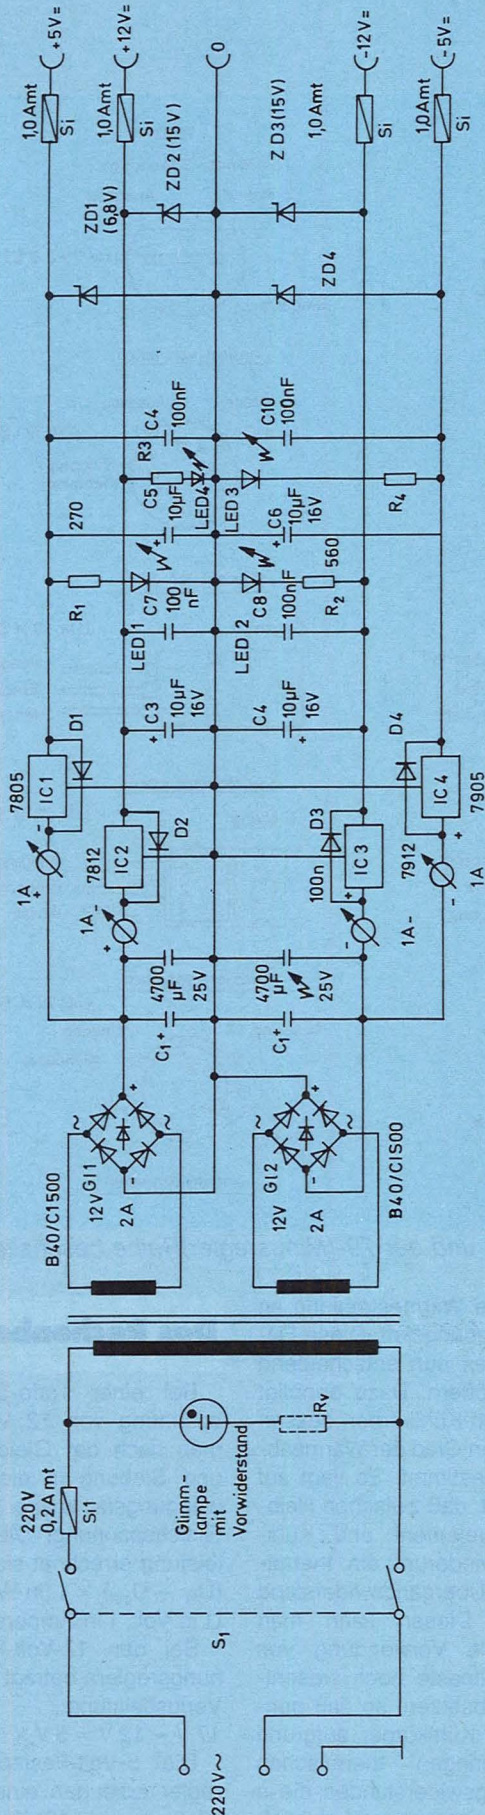 220V~
S1
220V
0,2A mt
Si1
Glimm-
lampe
mit
Vorwiderstand
Rv
B40/C1500
12V
2A
Gl1
~
~
+
-
12V
2A
Gl2
~
~
+
-
B40/C1500
C1+
4700
µF
25V
C1+
4700
µF
25V
1A
+
-
7805
IC1
D1
1A-
+
7812
IC2
D2
100n
D3
IC3
+
-
7912
1A-
D4
IC4
7905
+
-
1A
C3
10µF
16V
+
C4
10µF
16V
+
LED 1
C7
100
nF
LED 2
C8
100nF
R1
270
R2
560
C5
10µF
+
C6
10µF
16V
+
R3
LED4
LED3
R4
C4
100nF
C10
100nF
ZD1
(6,8V)
ZD2 (15V)
ZD3(15V)
ZD4
1,0Amt
Si
+5V=
1,0Amt
Si
+12V=
0
1,0Amt
Si
-12V=
1,0Amt
Si
-5V=